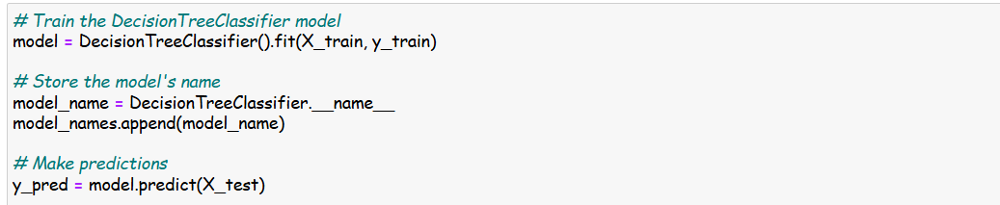 # Train the DecisionTreeClassifier model
model = DecisionTreeClassifier().fit(X_train, y_train)
# Store the model's name
model_name = DecisionTreeClassifier.__name__
model_names.append(model_name)
# Make predictions
y_pred = model.predict(X_test)